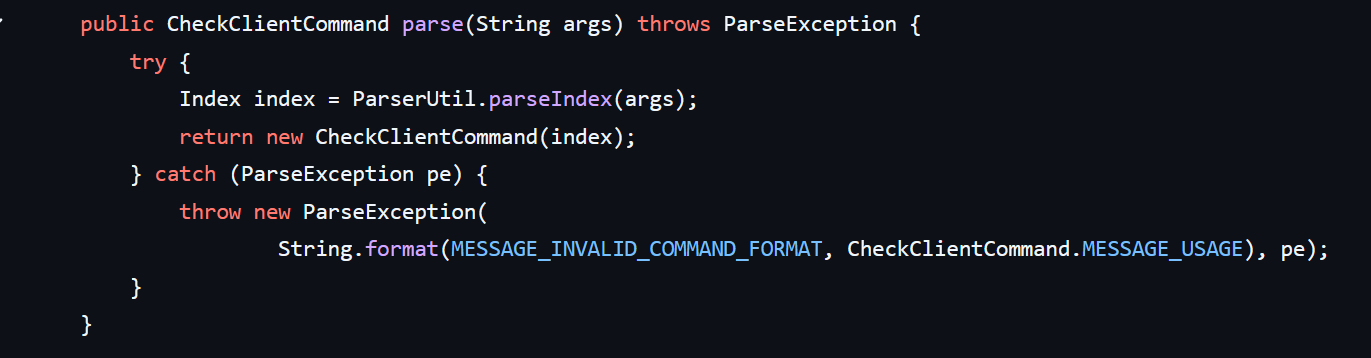 public CheckClientCommand parse(String args) throws ParseException {
try {
Index index = ParserUtil.parseIndex(args);
return new CheckClientCommand(index);
} catch (ParseException pe) {
throw new ParseException(
String.format(MESSAGE_INVALID_COMMAND_FORMAT, CheckClientCommand.MESSAGE_USAGE), pe);
}
}